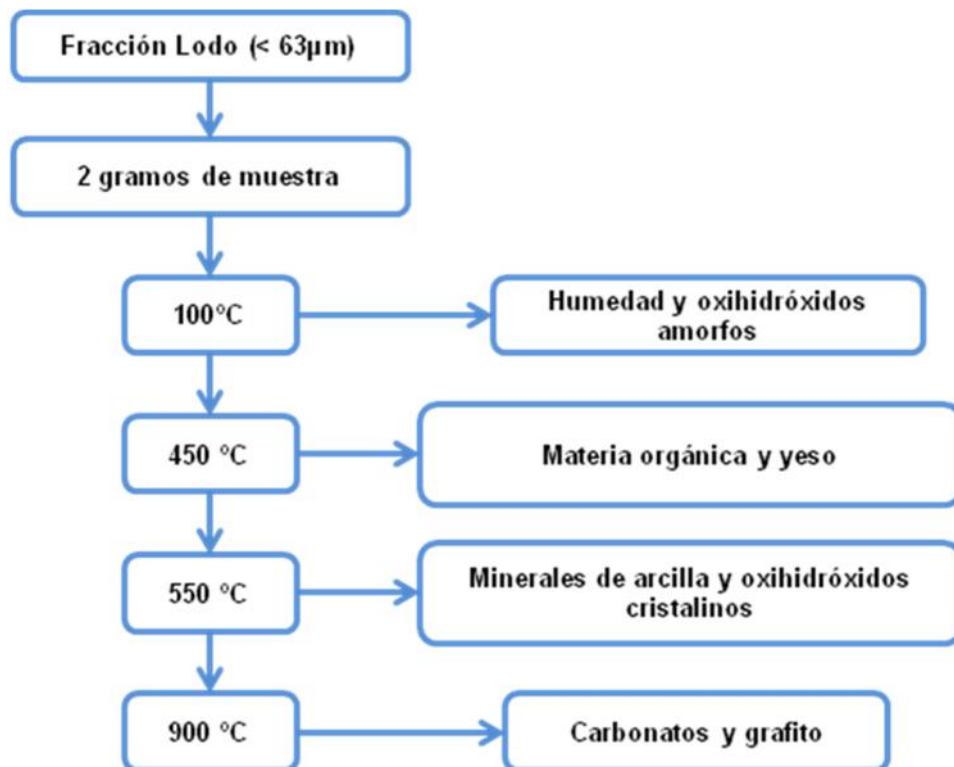 Fracción Lodo (< 63µm)
2 gramos de muestra
100°C
Humedad y oxihidróxidos
amorfos
450 °C
Materia orgánica y yeso
550 °C
Minerales de arcilla y oxihidróxidos
cristalinos
900 °C
Carbonatos y grafito